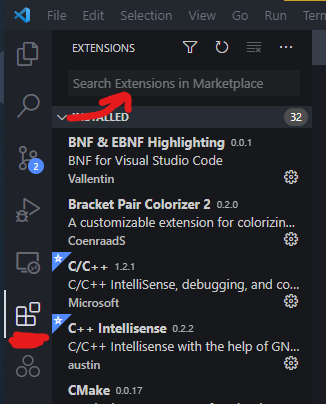 File
Edit
Selection
View
Go
EXTENSIONS
Search Extensions in Marketplace
INSTALLED
32
BNF & EBNF Highlighting 0.0.1
BNF for Visual Studio Code
Vallentin
2
Bracket Pair Colorizer 2 0.2.0
A customizable extension for colorizin...
CoenraadS
C/C++ 1.2.1
C/C++ IntelliSense, debugging, and co...
Microsoft
C++ Intellisense 0.2.2
C/C++ Intellisense with the help of GN...
austin
CMake 0.0.17